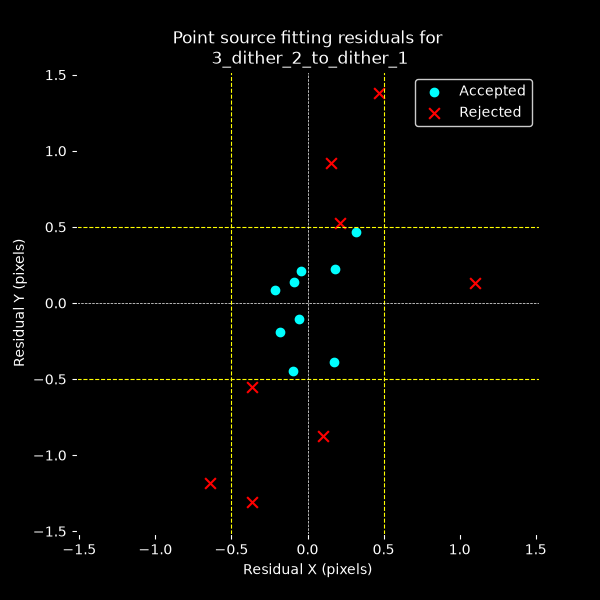 Point source fitting residuals for
3_dither_2_to_dither_1
Accepted
Rejected
Residual Y (pixels)
1.5
1.0
0.5
0.0
−0.5
−1.0
−1.5
−1.5 −1.0 −0.5 0.0 0.5 1.0 1.5
Residual X (pixels)